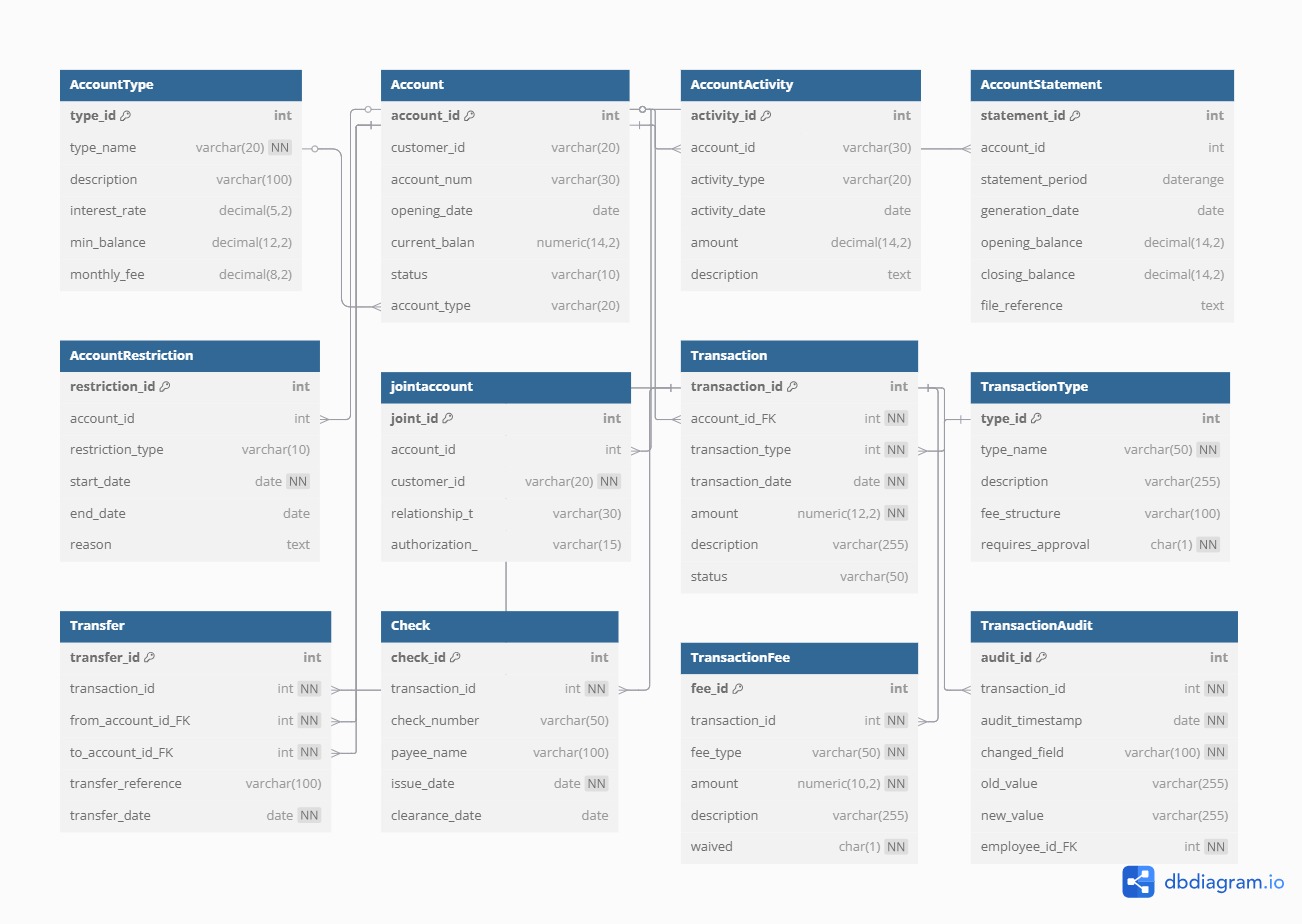 AccountType
type_id int
type_name varchar(20) NN
description varchar(100)
interest_rate decimal(5,2)
min_balance decimal(12,2)
monthly_fee decimal(8,2)
Account
account_id int
customer_id varchar(20)
account_num varchar(30)
opening_date date
current_balan numeric(14,2)
status varchar(10)
account_type varchar(20)
AccountActivity
activity_id int
account_id varchar(30)
activity_type varchar(20)
activity_date date
amount decimal(14,2)
description text
AccountStatement
statement_id int
account_id int
statement_period daterange
generation_date date
opening_balance decimal(14,2)
closing_balance decimal(14,2)
file_reference text
AccountRestriction
restriction_id int
account_id int
restriction_type varchar(10)
start_date date NN
end_date date
reason text
jointaccount
joint_id int
account_id int
customer_id varchar(20) NN
relationship_t varchar(30)
authorization_ varchar(15)
Transaction
transaction_id int
account_id_FK int NN
transaction_type int NN
transaction_date date NN
amount numeric(12,2) NN
description varchar(255)
status varchar(50)
TransactionType
type_id int
type_name varchar(50) NN
description varchar(255)
fee_structure varchar(100)
requires_approval char(1) NN
Transfer
transfer_id int
transaction_id int NN
from_account_id_FK int NN
to_account_id_FK int NN
transfer_reference varchar(100)
transfer_date date NN
Check
check_id int
transaction_id int NN
check_number varchar(50)
payee_name varchar(100)
issue_date date NN
clearance_date date
TransactionFee
fee_id int
transaction_id int NN
fee_type varchar(50) NN
amount numeric(10,2) NN
description varchar(255)
waived char(1) NN
TransactionAudit
audit_id int
transaction_id int NN
audit_timestamp date NN
changed_field varchar(100) NN
old_value varchar(255)
new_value varchar(255)
employee_id_FK int NN
dbdiagram.io